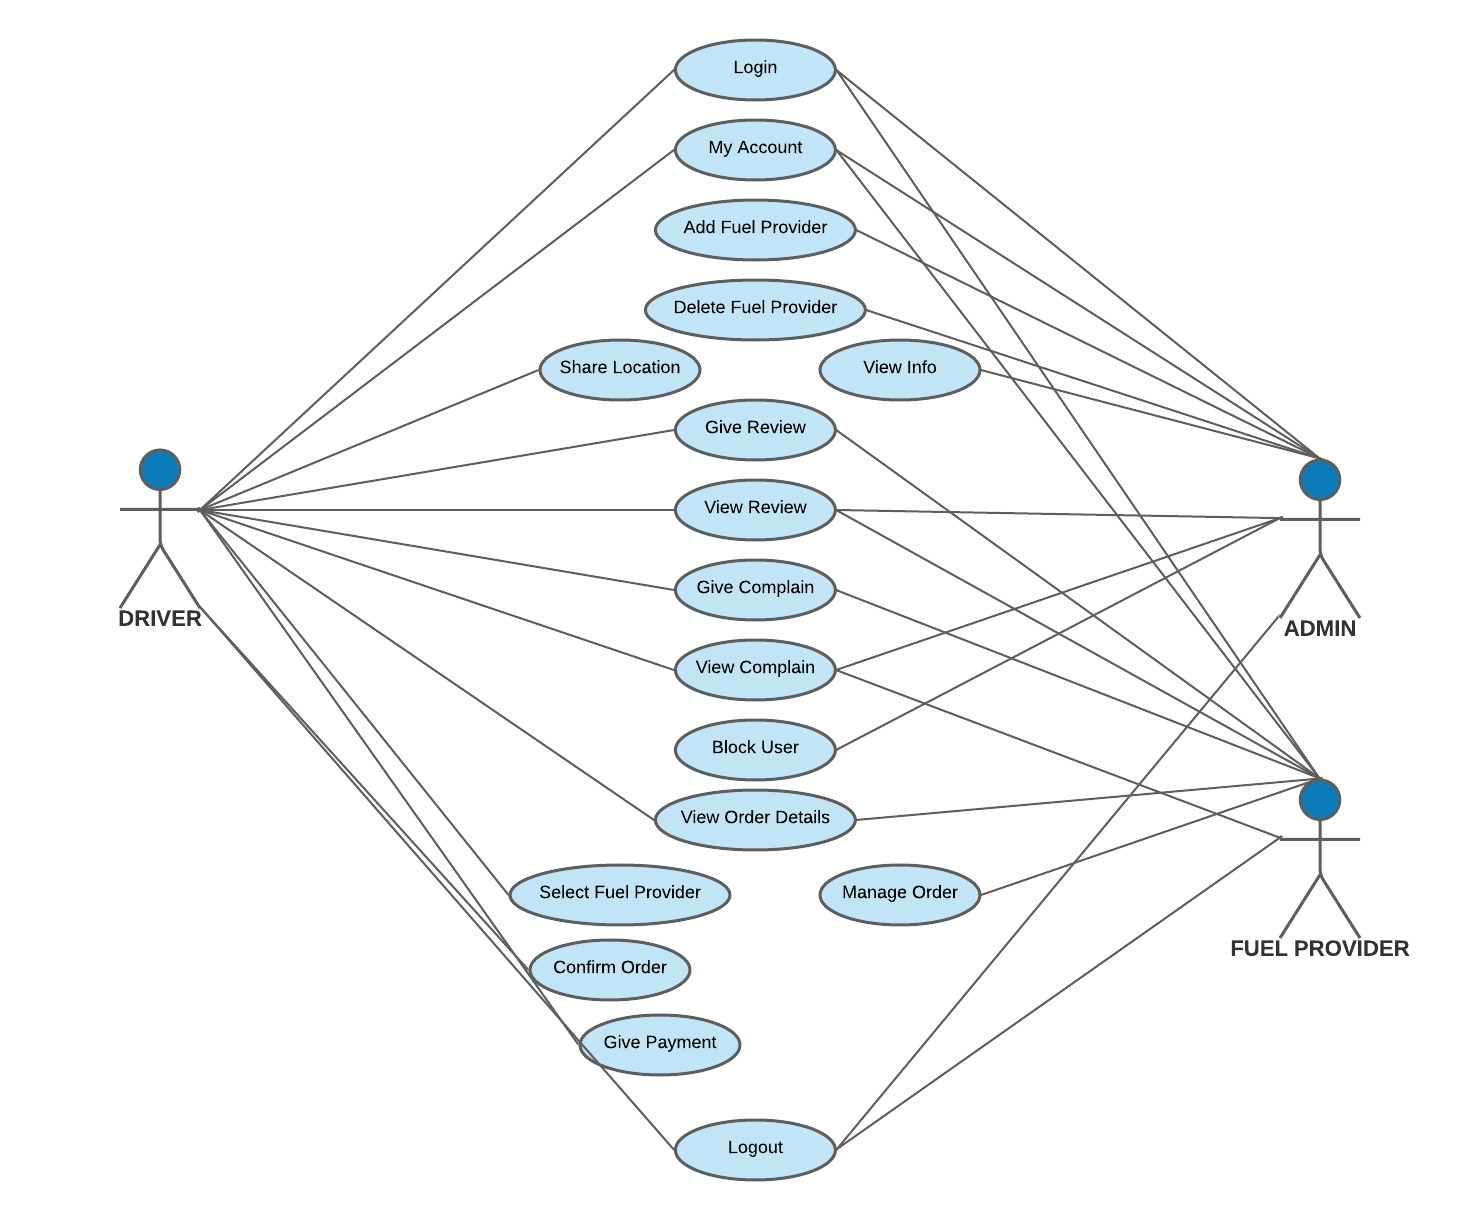 Login
My Account
Add Fuel Provider
Delete Fuel Provider
Share Location
View Info
Give Review
View Review
Give Complain
DRIVER
ADMIN
View Complain
Block User
View Order Details
Select Fuel Provider
Manage Order
FUEL PROVIDER
Confirm Order
Give Payment
Logout